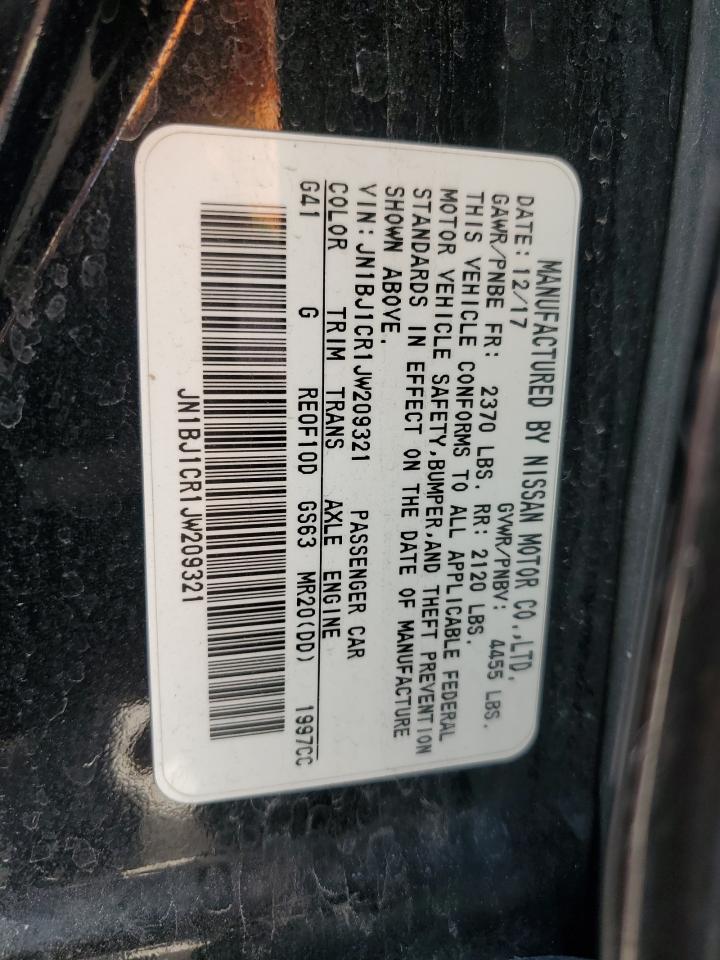 MANUFACTURED BY NISSAN MOTOR CO.,LTD.
DATE: 12/17 GVWR/PNBV: 4455 LBS.
GAWR/PNBE FR: 2370 LBS. RR: 2120 LBS.
THIS VEHICLE CONFORMS TO ALL APPLICABLE FEDERAL
MOTOR VEHICLE SAFETY,BUMPER,AND THEFT PREVENTION
STANDARDS IN EFFECT ON THE DATE OF MANUFACTURE
SHOWN ABOVE.
VIN: JN1BJ1CR1JW209321 PASSENGER CAR
COLOR TRIM TRANS AXLE ENGINE
G41 G RE0F10D GS63 MR20(DD) 1997CC
JN1BJ1CR1JW209321